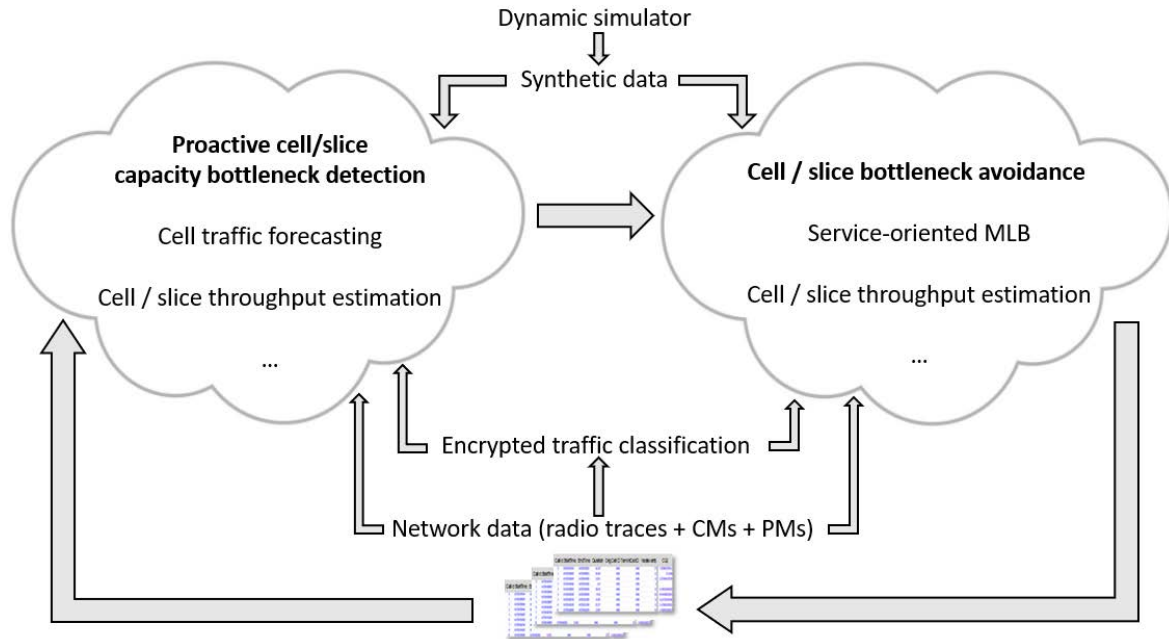 Dynamic simulator
Synthetic data
Proactive cell/slice
capacity bottleneck detection
Cell traffic forecasting
Cell / slice throughput estimation
...
Cell / slice bottleneck avoidance
Service-oriented MLB
Cell / slice throughput estimation
...
Encrypted traffic classification
Network data (radio traces + CMs + PMs)